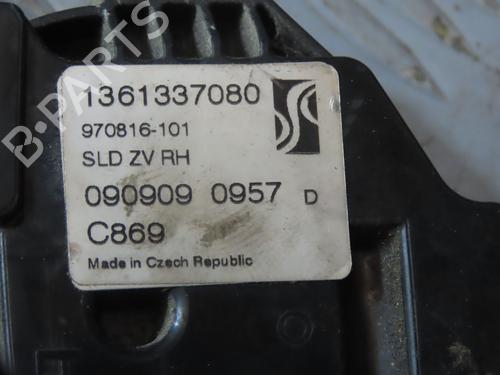 1361337080
970816-101
SLD ZV RH
090909 0957 D
C869
Made in Czech Republic
B-PARTS